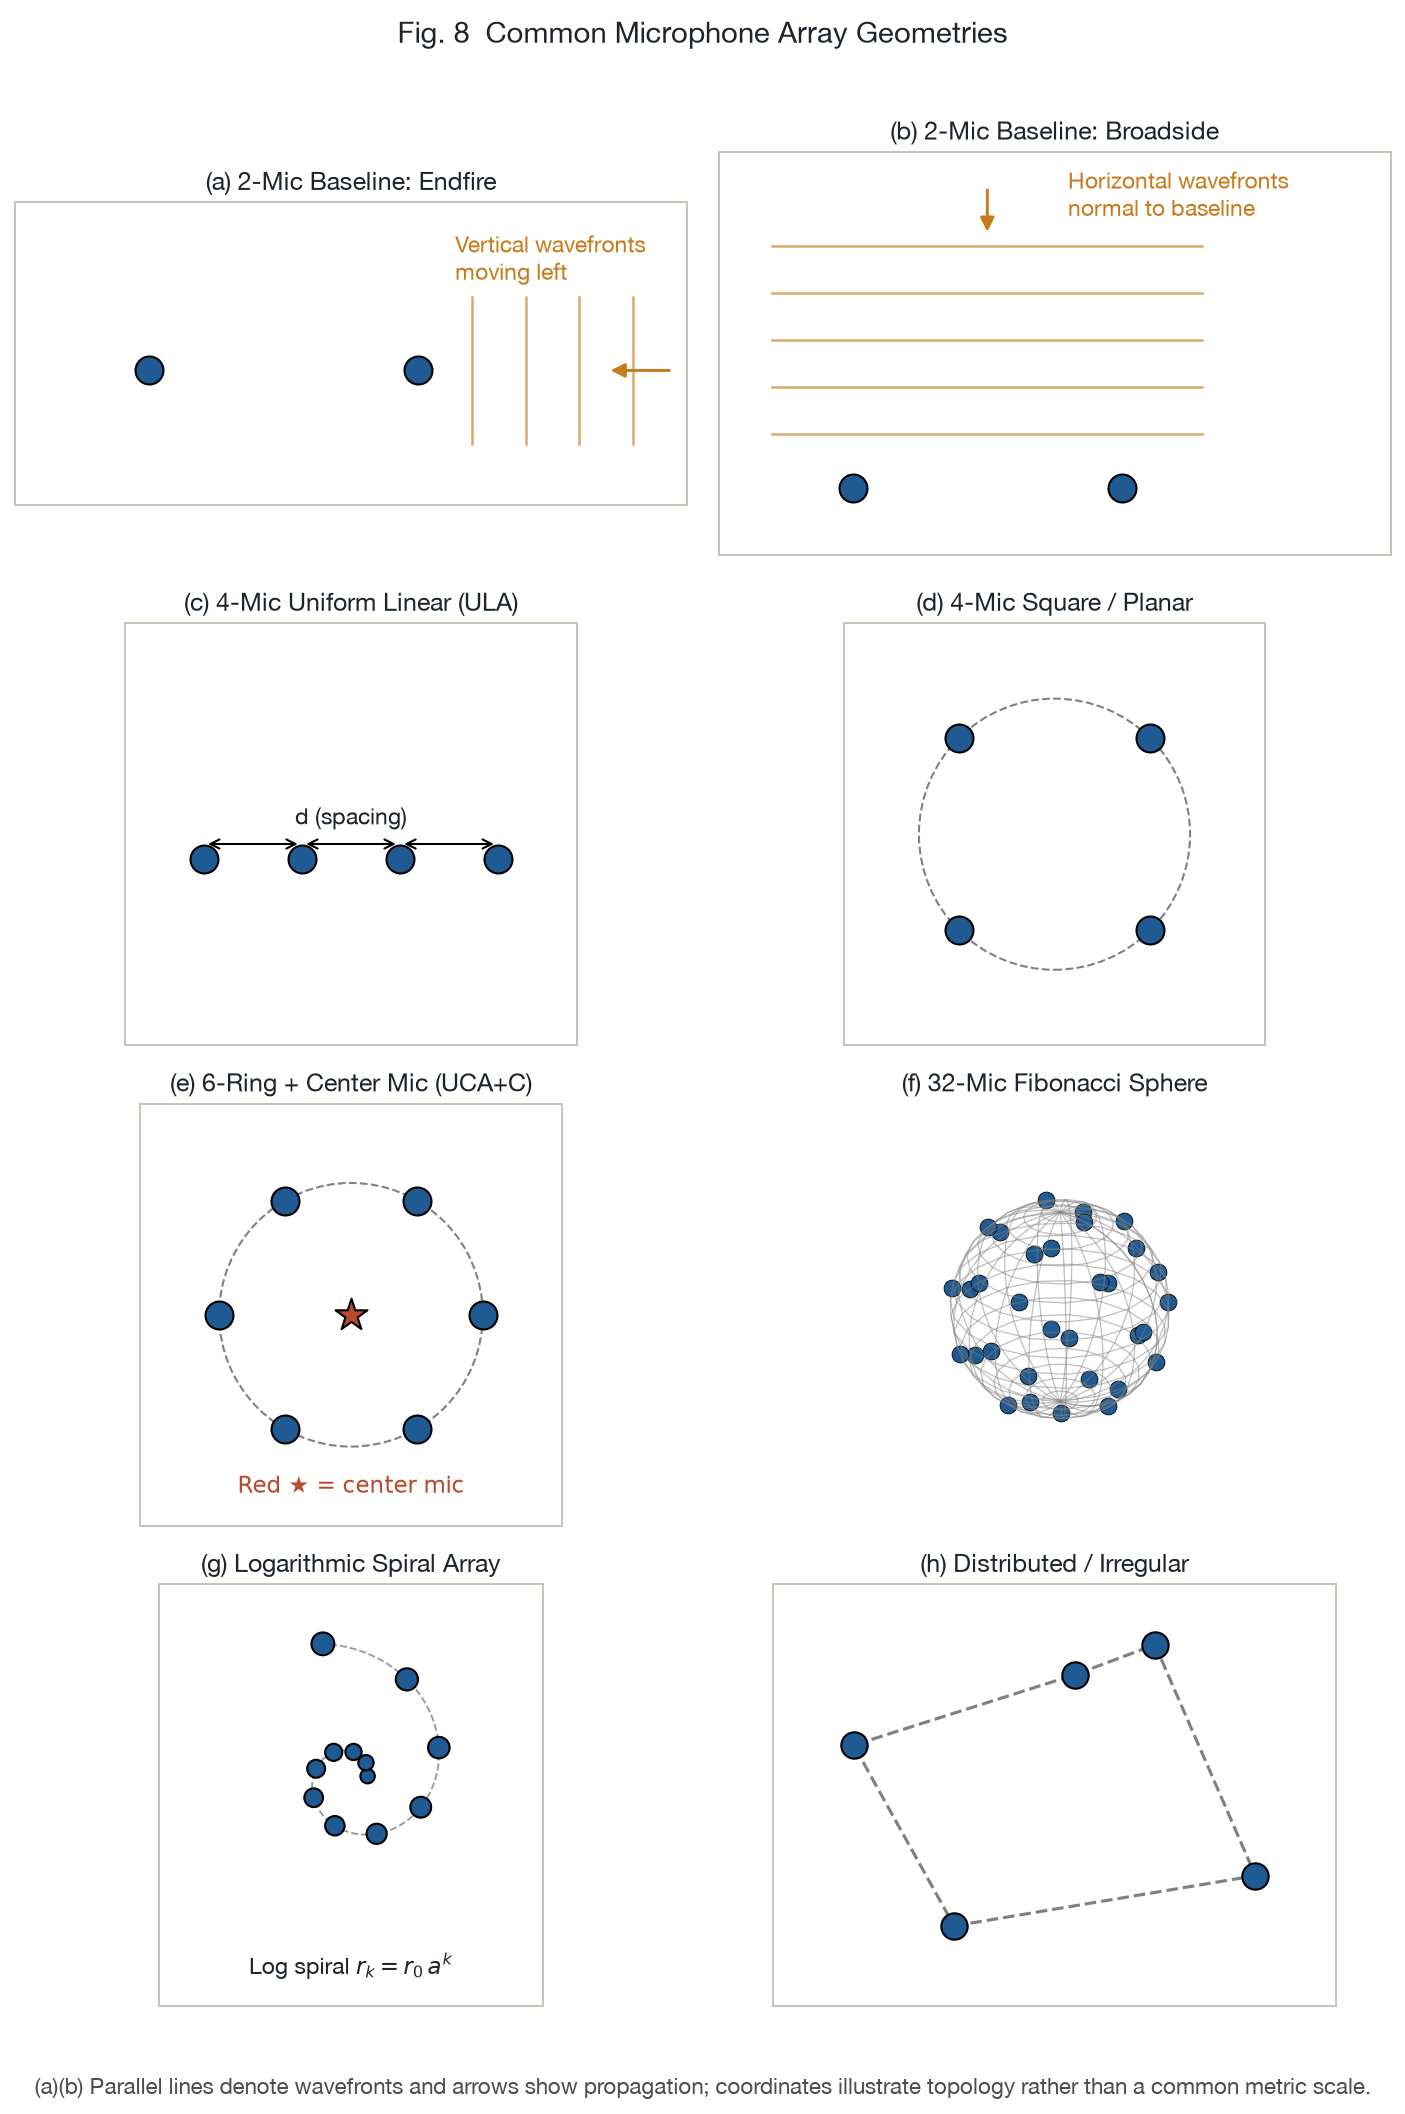 Fig. 8 Common Microphone Array Geometries
(a) 2-Mic Baseline: Endfire
Vertical wavefronts
moving left
(b) 2-Mic Baseline: Broadside
Horizontal wavefronts
normal to baseline
(c) 4-Mic Uniform Linear (ULA)
d (spacing)
(d) 4-Mic Square / Planar
(e) 6-Ring + Center Mic (UCA+C)
Red ★ = center mic
(f) 32-Mic Fibonacci Sphere
(g) Logarithmic Spiral Array
Log spiral $r_k = r_0 a^k$
(h) Distributed / Irregular
(a)(b) Parallel lines denote wavefronts and arrows show propagation; coordinates illustrate topology rather than a common metric scale.